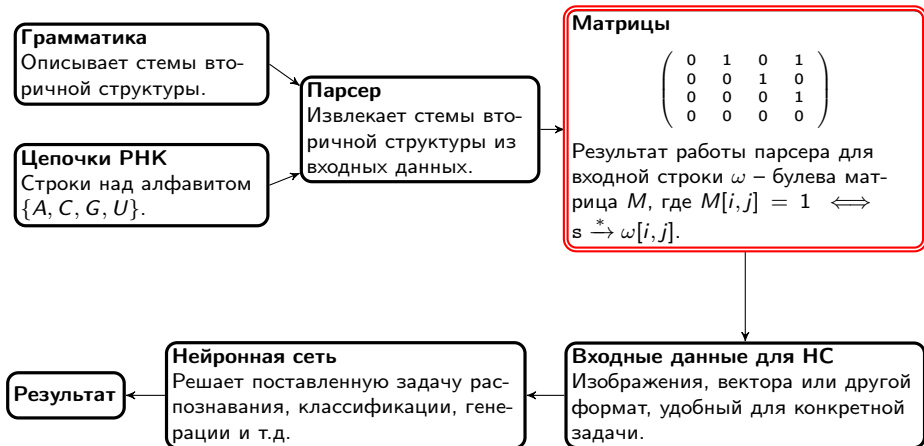 Грамматика
Описывает стемы вто-
ричной структуры.
Цепочки РНК
Строки над алфавитом
{A, C, G, U}.
Парсер
Извлекает стемы вто-
ричной структуры из
входных данных.
Матрицы
0 1 0 1
0 0 1 0
0 0 0 1
0 0 0 0
Результат работы парсера для
входной строки ω – булева мат-
рица M, где M[i, j] = 1 ⟺
s →* ω[i, j].
Входные данные для НС
Изображения, вектора или другой
формат, удобный для конкретной
задачи.
Нейронная сеть
Решает поставленную задачу рас-
познавания, классификации, гене-
рации и т.д.
Результат